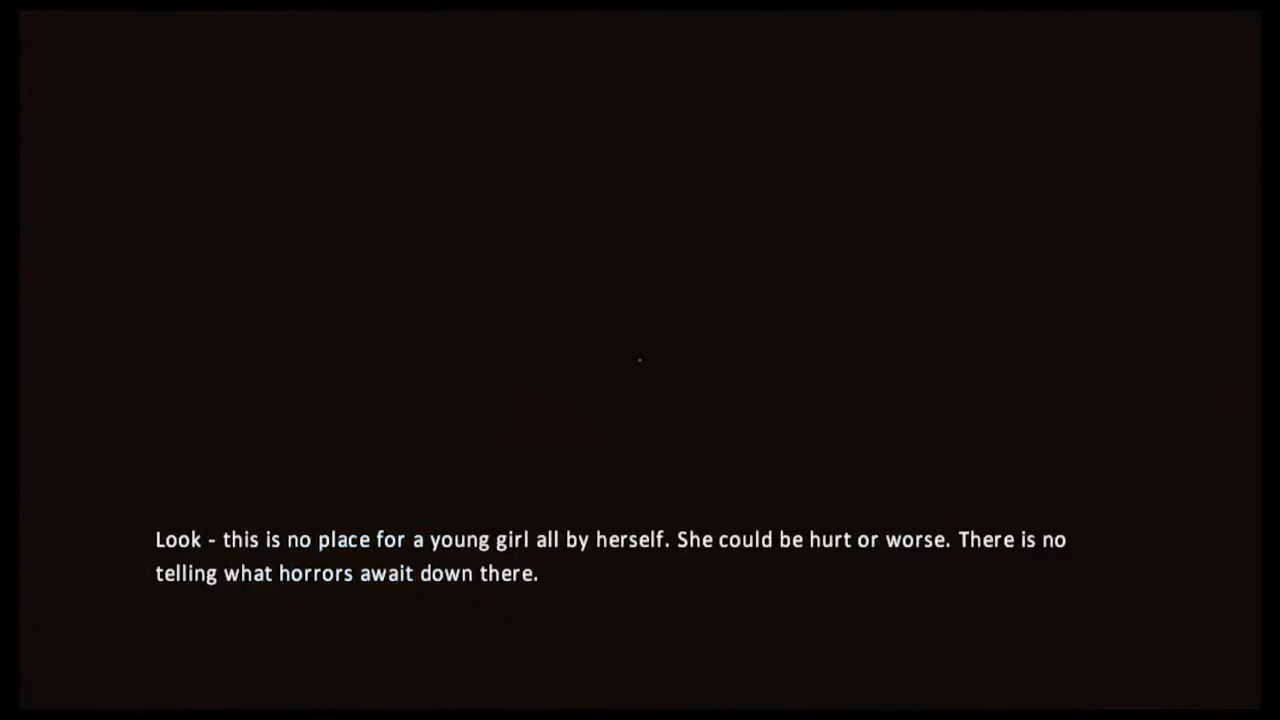 Look - this is no place for a young girl all by herself. She could be hurt or worse. There is no
telling what horrors await down there.